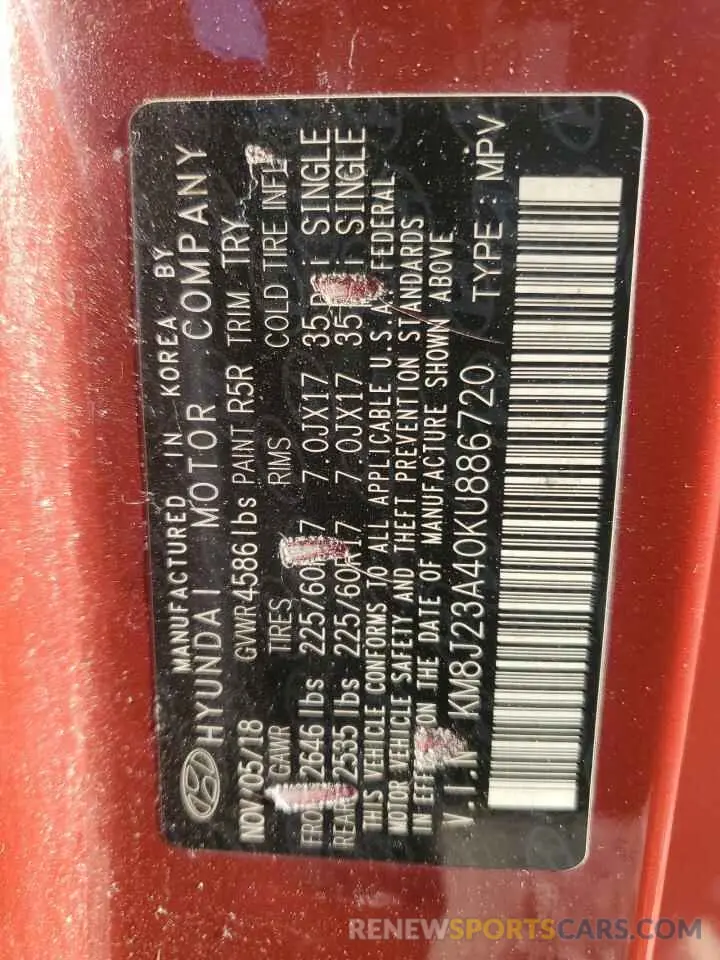 MANUFACTURED IN KOREA BY
HYUNDAI MOTOR COMPANY
NOV/05/18 GVWR 4586 lbs PAINT R5R TRIM TRY
GAWR TIRES RIMS COLD TIRE INFL
2646 lbs 225/60R17 7.0JX17 35 SINGLE
REAR 2535 lbs 225/60R17 7.0JX17 35 SINGLE
THIS VEHICLE CONFORMS TO ALL APPLICABLE U.S.A FEDERAL
MOTOR VEHICLE SAFETY AND THEFT PREVENTION STANDARDS
IN EFFECT ON THE DATE OF MANUFACTURE SHOWN ABOVE
V.I.N KM8J23A40KU886720 TYPE : MPV
RENEWSPORTSCARS.COM